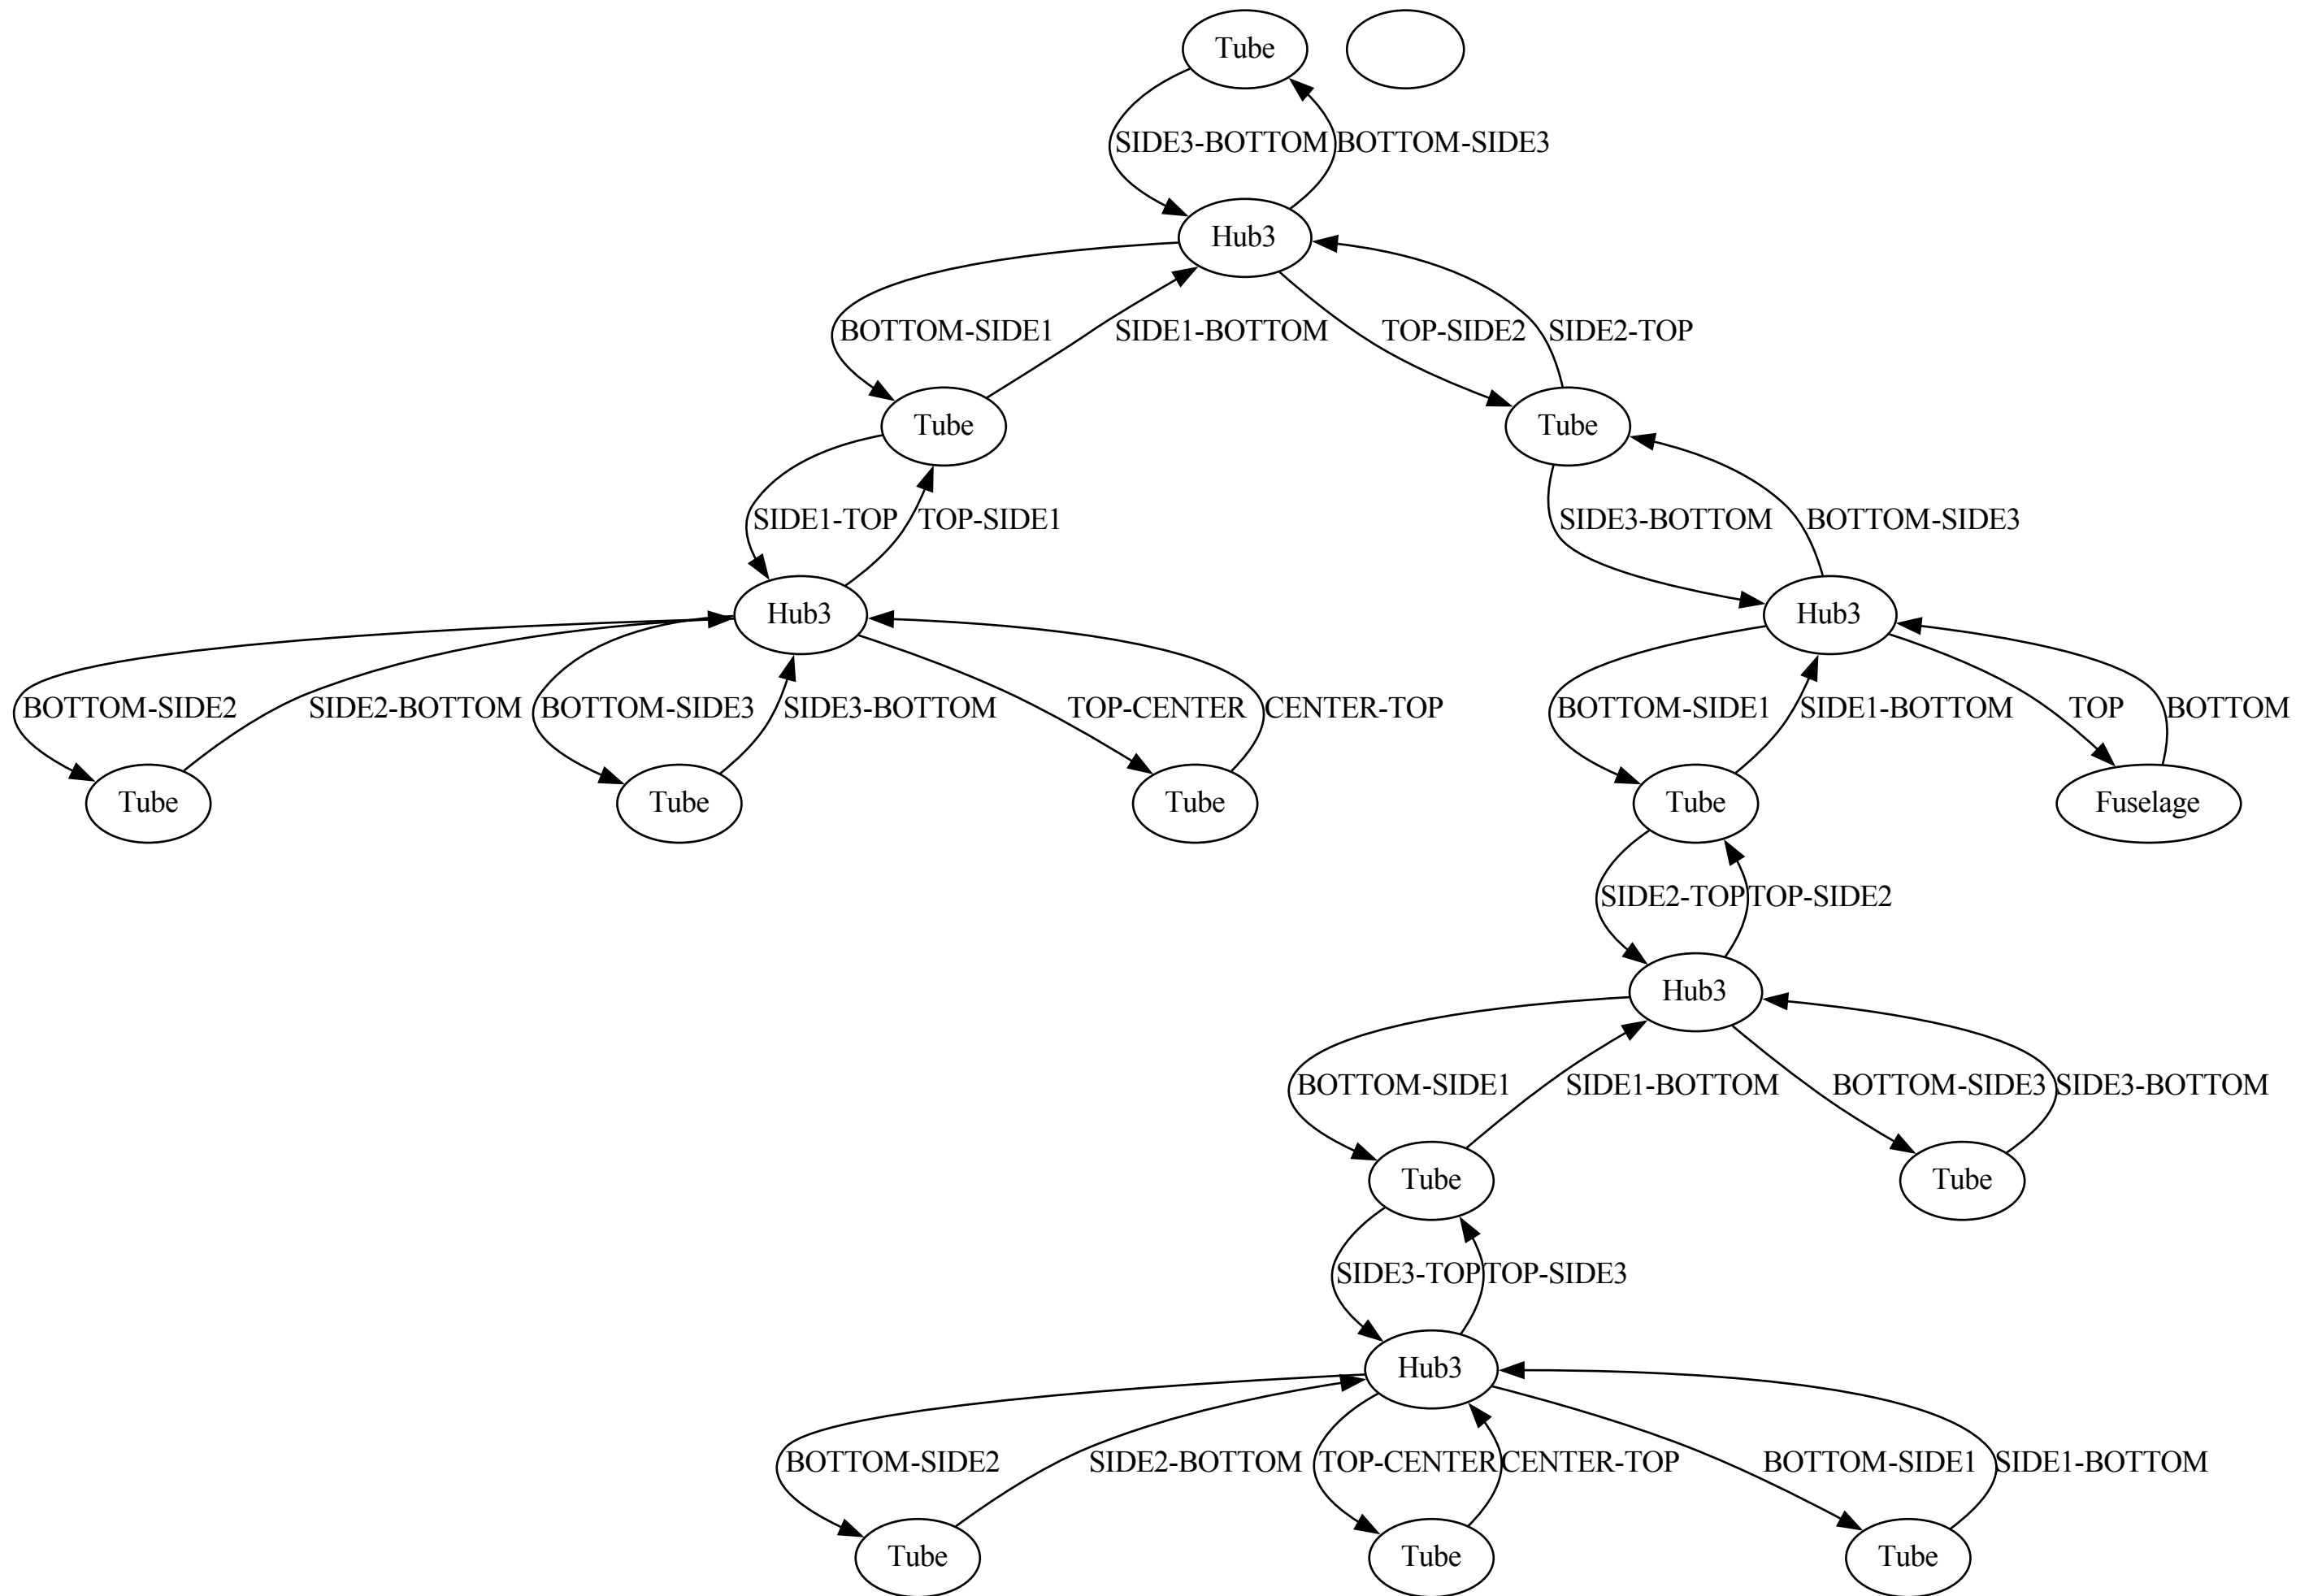 Tube
SIDE3-BOTTOM
BOTTOM-SIDE3
Hub3
BOTTOM-SIDE1
SIDE1-BOTTOM
TOP-SIDE2
SIDE2-TOP
Tube
Tube
SIDE1-TOP
TOP-SIDE1
SIDE3-BOTTOM
BOTTOM-SIDE3
Hub3
Hub3
BOTTOM-SIDE2
SIDE2-BOTTOM
BOTTOM-SIDE3
SIDE3-BOTTOM
TOP-CENTER
CENTER-TOP
BOTTOM-SIDE1
SIDE1-BOTTOM
TOP
BOTTOM
Tube
Tube
Tube
Tube
Fuselage
SIDE2-TOP
TOP-SIDE2
Hub3
BOTTOM-SIDE1
SIDE1-BOTTOM
BOTTOM-SIDE3
SIDE3-BOTTOM
Tube
Tube
SIDE3-TOP
TOP-SIDE3
Hub3
BOTTOM-SIDE2
SIDE2-BOTTOM
TOP-CENTER
CENTER-TOP
BOTTOM-SIDE1
SIDE1-BOTTOM
Tube
Tube
Tube